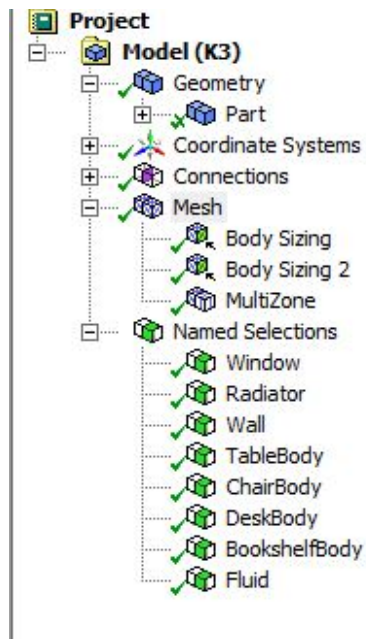 Project
Model (K3)
Geometry
Part
Coordinate Systems
Connections
Mesh
Body Sizing
Body Sizing 2
MultiZone
Named Selections
Window
Radiator
Wall
TableBody
ChairBody
DeskBody
BookshelfBody
Fluid